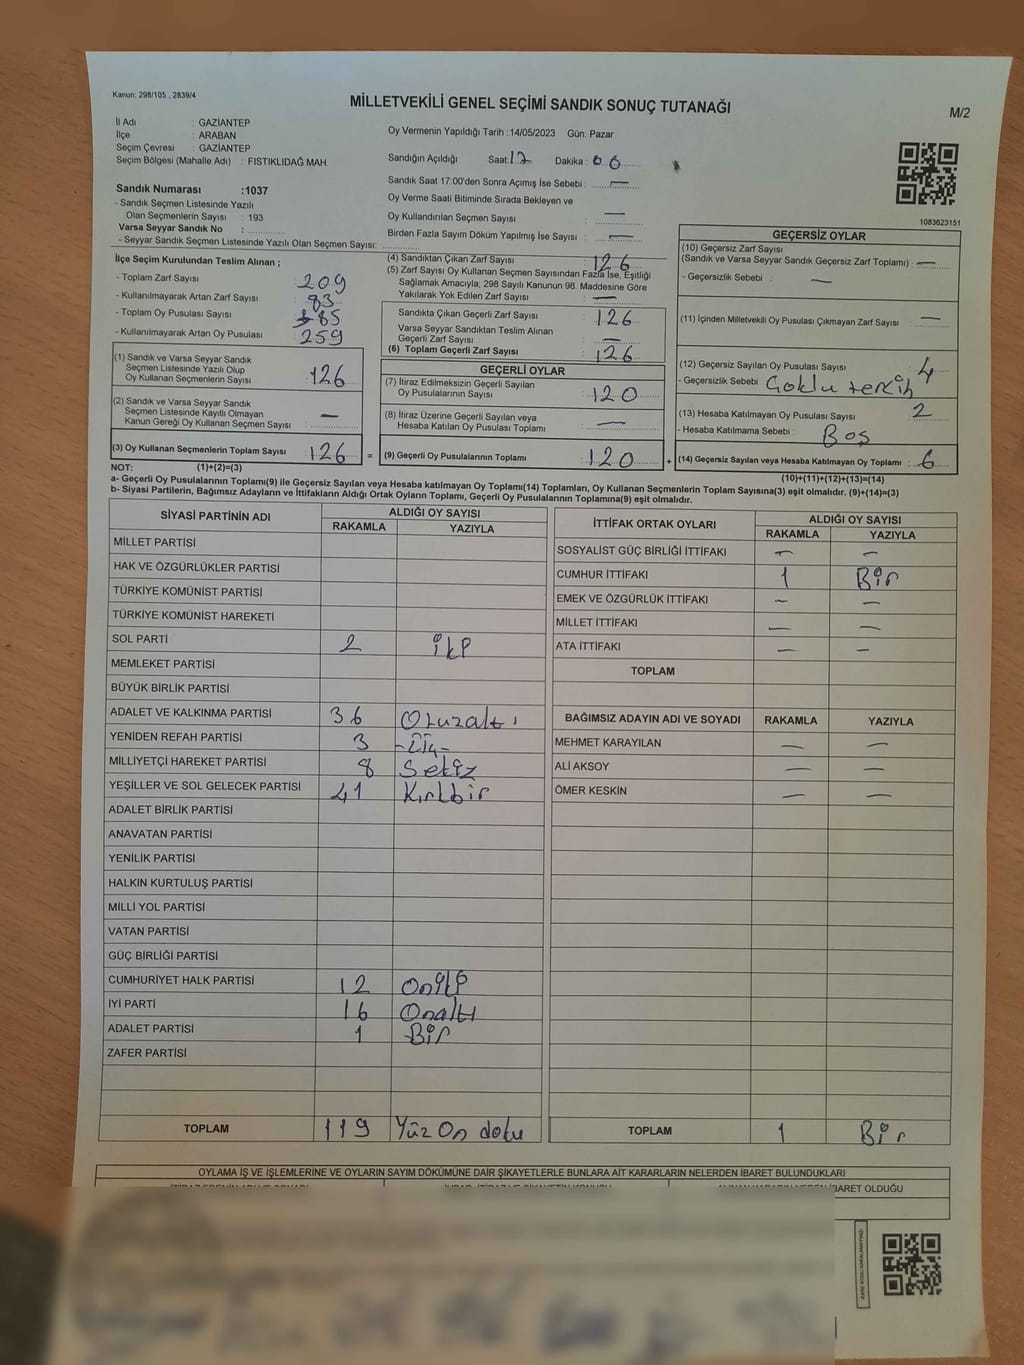 Kanun: 298/105 , 2839/4
MİLLETVEKİLİ GENEL SEÇİMİ SANDIK SONUÇ TUTANAĞI
M/2
İl Adı : GAZİANTEP
İlçe : ARABAN
Seçim Çevresi : GAZİANTEP
Seçim Bölgesi (Mahalle Adı) : FISTIKLIDAĞ MAH.
Sandık Numarası :1037
- Sandık Seçmen Listesinde Yazılı
Olan Seçmenlerin Sayısı : 193
Varsa Seyyar Sandık No :
- Seyyar Sandık Seçmen Listesinde Yazılı Olan Seçmen Sayısı:
Oy Vermenin Yapıldığı Tarih :14/05/2023 Gün: Pazar
Sandığın Açıldığı Saat: 17 Dakika: 06
Sandık Saat 17:00'den Sonra Açımış İse Sebebi : —
Oy Verme Saati Bitiminde Sırada Bekleyen ve
Oy Kullandırılan Seçmen Sayısı : —
Birden Fazla Sayım Döküm Yapılmış İse Sayısı : —
1083623151
İlçe Seçim Kurulundan Teslim Alınan ;
- Toplam Zarf Sayısı : 209
- Kullanılmayarak Artan Zarf Sayısı : 83
- Toplam Oy Pusulası Sayısı : 385
- Kullanılmayarak Artan Oy Pusulası : 259
(1) Sandık ve Varsa Seyyar Sandık
Seçmen Listesinde Yazılı Olup
Oy Kullanan Seçmenlerin Sayısı : 126
(2) Sandık ve Varsa Seyyar Sandık
Seçmen Listesinde Kayıtlı Olmayan
Kanun Gereği Oy Kullanan Seçmen Sayısı : —
(3) Oy Kullanan Seçmenlerin Toplam Sayısı : 126 =
(4) Sandıktan Çıkan Zarf Sayısı : 126
(5) Zarf Sayısı Oy Kullanan Seçmen Sayısından Fazla İse, Eşitliği
Sağlamak Amacıyla; 298 Sayılı Kanunun 98. Maddesine Göre
Yakılarak Yok Edilen Zarf Sayısı : —
Sandıkta Çıkan Geçerli Zarf Sayısı : 126
Varsa Seyyar Sandıktan Teslim Alınan
Geçerli Zarf Sayısı : —
(6) Toplam Geçerli Zarf Sayısı : 126
GEÇERLİ OYLAR
(7) İtiraz Edilmeksizin Geçerli Sayılan
Oy Pusulalarının Sayısı : 120
(8) İtiraz Üzerine Geçerli Sayılan veya
Hesaba Katılan Oy Pusulası Toplamı : —
(9) Geçerli Oy Pusulalarının Toplamı : 120 +
GEÇERSİZ OYLAR
(10) Geçersiz Zarf Sayısı
(Sandık ve Varsa Seyyar Sandık Geçersiz Zarf Toplamı) : —
- Geçersizlik Sebebi : —
(11) İçinden Milletvekili Oy Pusulası Çıkmayan Zarf Sayısı : —
(12) Geçersiz Sayılan Oy Pusulası Sayısı : 4
- Geçersizlik Sebebi : Çoklu tercih
(13) Hesaba Katılmayan Oy Pusulası Sayısı : 2
- Hesaba Katılmama Sebebi : Boş
(14) Geçersiz Sayılan veya Hesaba Katılmayan Oy Toplamı : 6
NOT: (1)+(2)=(3) (10)+(11)+(12)+(13)=(14)
a- Geçerli Oy Pusulalarının Toplamı(9) ile Geçersiz Sayılan veya Hesaba katılmayan Oy Toplamı(14) Toplamları, Oy Kullanan Seçmenlerin Toplam Sayısına(3) eşit olmalıdır. (9)+(14)=(3)
b- Siyasi Partilerin, Bağımsız Adayların ve İttifakların Aldığı Ortak Oyların Toplamı, Geçerli Oy Pusulalarının Toplamına(9) eşit olmalıdır.
SİYASİ PARTİNİN ADI ALDIĞI OY SAYISI
RAKAMLA YAZIYLA
MİLLET PARTİSİ
HAK VE ÖZGÜRLÜKLER PARTİSİ
TÜRKİYE KOMÜNİST PARTİSİ
TÜRKİYE KOMÜNİST HAREKETİ
SOL PARTİ 2 iki
MEMLEKET PARTİSİ
BÜYÜK BİRLİK PARTİSİ
ADALET VE KALKINMA PARTİSİ 36 Otuzaltı
YENİDEN REFAH PARTİSİ 3 -Üç-
MİLLİYETÇİ HAREKET PARTİSİ 8 Sekiz
YEŞİLLER VE SOL GELECEK PARTİSİ 41 Kırkbir
ADALET BİRLİK PARTİSİ
ANAVATAN PARTİSİ
YENİLİK PARTİSİ
HALKIN KURTULUŞ PARTİSİ
MİLLİ YOL PARTİSİ
VATAN PARTİSİ
GÜÇ BİRLİĞİ PARTİSİ
CUMHURİYET HALK PARTİSİ 12 Oniki
İYİ PARTİ 16 Onaltı
ADALET PARTİSİ 1 -Bir
ZAFER PARTİSİ
TOPLAM 119 Yüz On doku
İTTİFAK ORTAK OYLARI ALDIĞI OY SAYISI
RAKAMLA YAZIYLA
SOSYALİST GÜÇ BİRLİĞİ İTTİFAKI — —
CUMHUR İTTİFAKI 1 Bir
EMEK VE ÖZGÜRLÜK İTTİFAKI — —
MİLLET İTTİFAKI — —
ATA İTTİFAKI — —
TOPLAM
BAĞIMSIZ ADAYIN ADI VE SOYADI RAKAMLA YAZIYLA
MEHMET KARAYILAN — —
ALİ AKSOY — —
ÖMER KESKİN — —
TOPLAM 1 Bir
OYLAMA İŞ VE İŞLEMLERİNE VE OYLARIN SAYIM DÖKÜMÜNE DAİR ŞİKAYETLERLE BUNLARA AİT KARARLARIN NELERDEN İBARET BULUNDUKLARI
İBARET OLDUĞU
KARE KODU KARALAMAYINIZ!